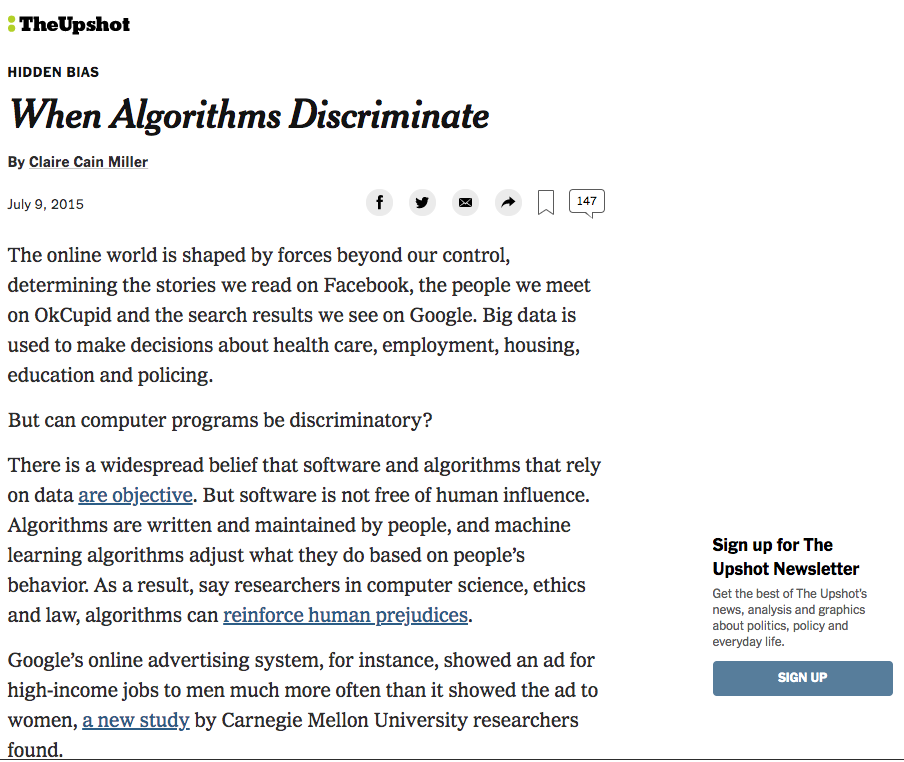 TheUpshot
HIDDEN BIAS
When Algorithms Discriminate
By Claire Cain Miller
July 9, 2015
147
The online world is shaped by forces beyond our control,
determining the stories we read on Facebook, the people we meet
on OkCupid and the search results we see on Google. Big data is
used to make decisions about health care, employment, housing,
education and policing.
But can computer programs be discriminatory?
There is a widespread belief that software and algorithms that rely
on data are objective. But software is not free of human influence.
Algorithms are written and maintained by people, and machine
learning algorithms adjust what they do based on people’s
behavior. As a result, say researchers in computer science, ethics
and law, algorithms can reinforce human prejudices.
Google’s online advertising system, for instance, showed an ad for
high-income jobs to men much more often than it showed the ad to
women, a new study by Carnegie Mellon University researchers
found.
Sign up for The
Upshot Newsletter
Get the best of The Upshot’s
news, analysis and graphics
about politics, policy and
everyday life.
SIGN UP